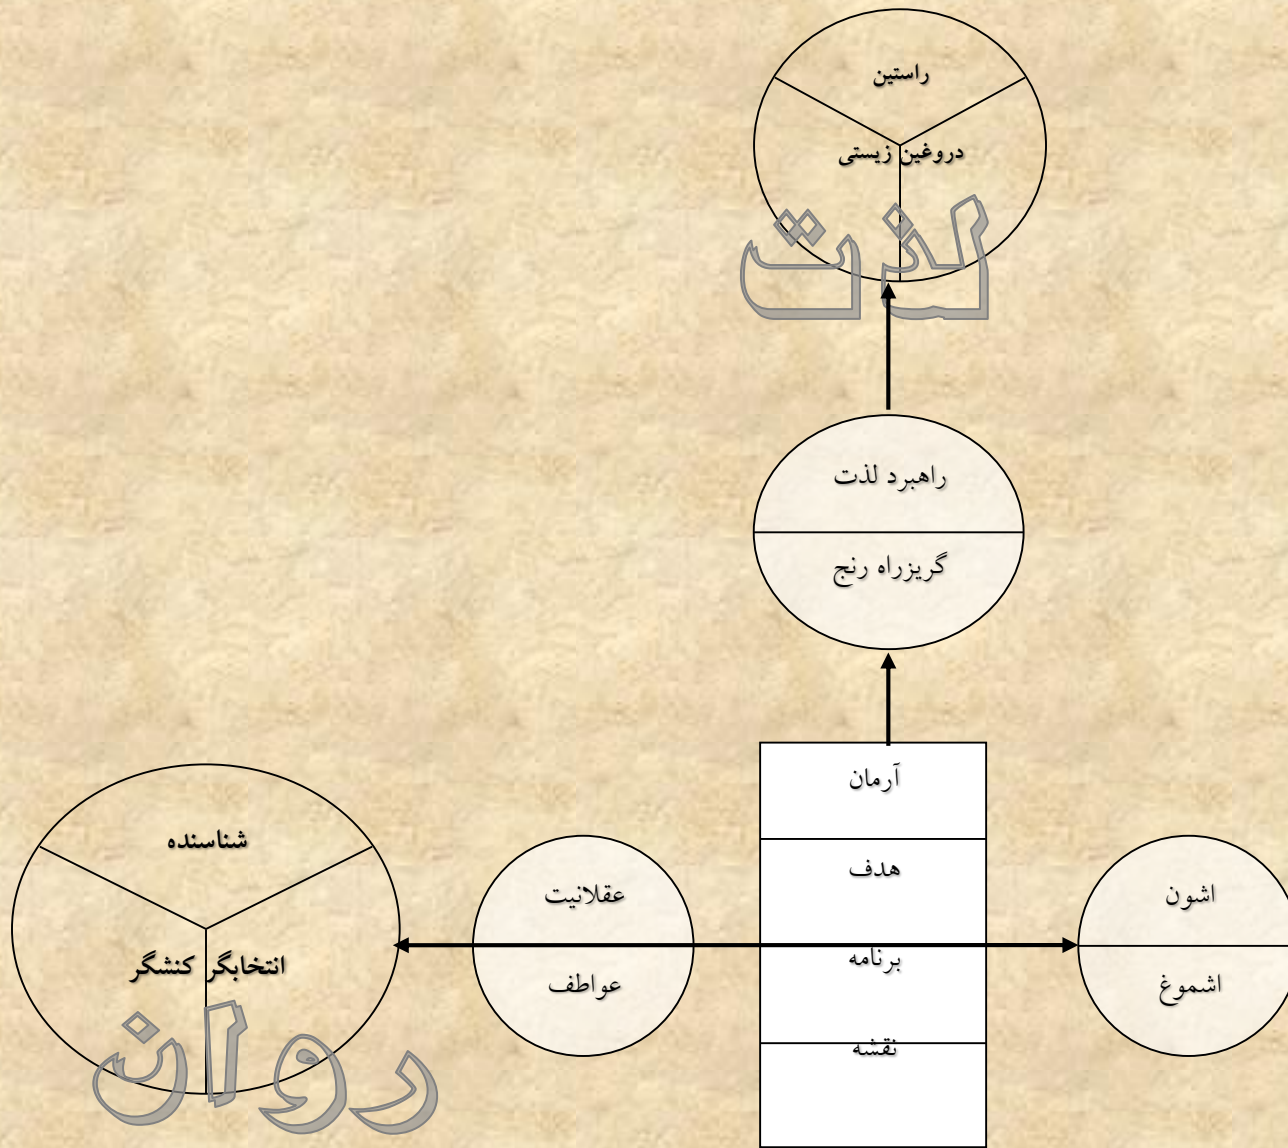 راستین
دروغین زیستی
لذت
راهبرد لذت
گریزراه رنج
آرمان
هدف
برنامه
نقشه
اشون
اشموغ
عقلانیت
عواطف
شناسنده
انتخابگر کنشگر
روان